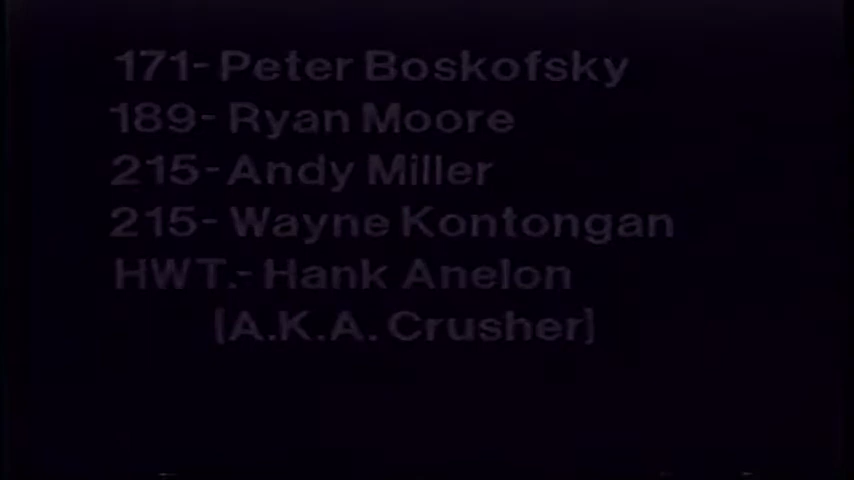 171- Peter Boskofsky
189- Ryan Moore
215- Andy Miller
215- Wayne Kontongan
HWT.- Hank Anelon
(A.K.A. Crusher)